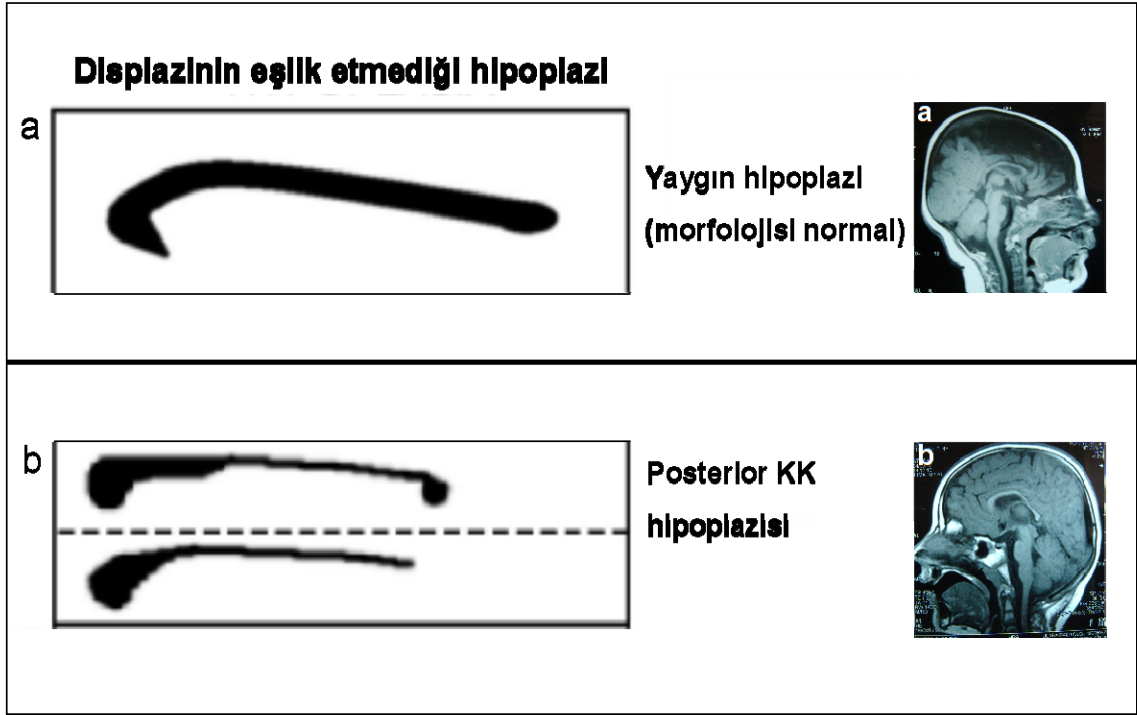 Displazinin eşlik etmediği hipoplazi
a
Yaygın hipoplazi
(morfolojisi normal)
a
b
Posterior KK
hipoplazisi
b